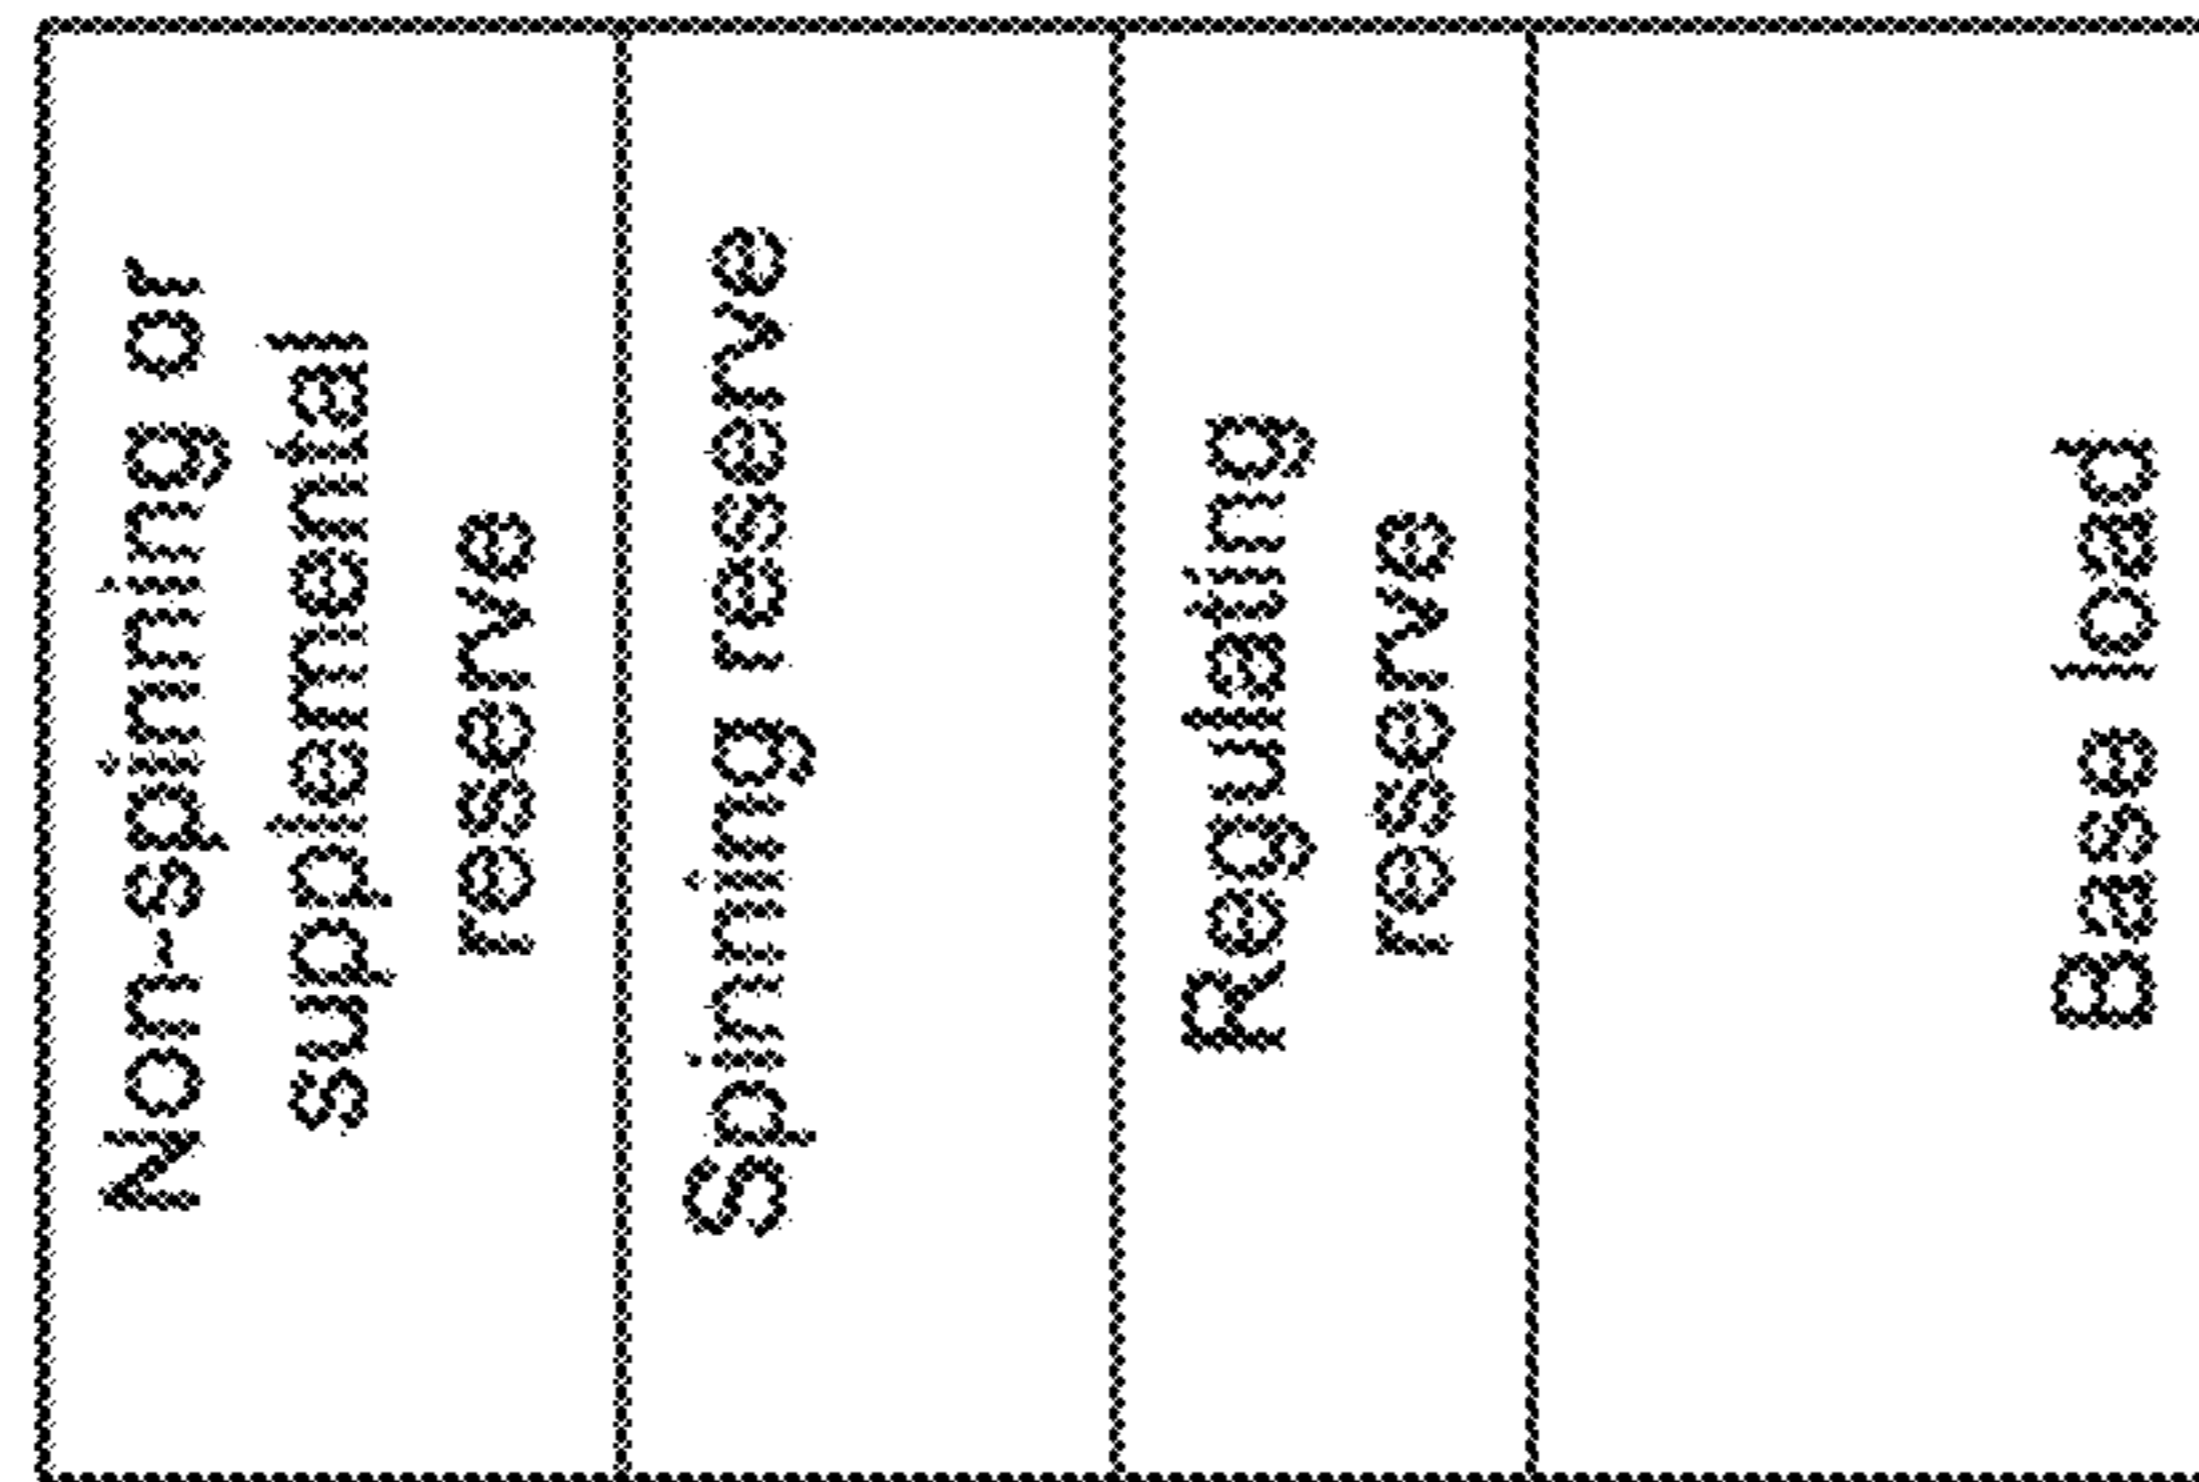 Non-spinning or
supplemental
reserve
Spinning reserve
Regulating
reserve
Base load